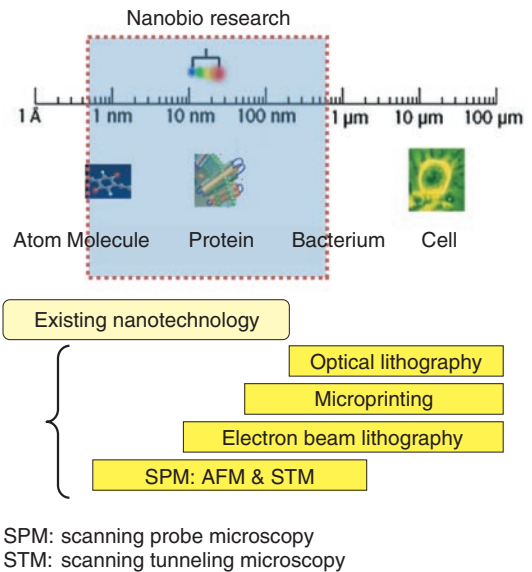 Nanobio research
1 Å 1 nm 10 nm 100 nm 1 µm 10 µm 100 µm
Atom Molecule Protein Bacterium Cell
Existing nanotechnology
Optical lithography
Microprinting
Electron beam lithography
SPM: AFM & STM
SPM: scanning probe microscopy
STM: scanning tunneling microscopy